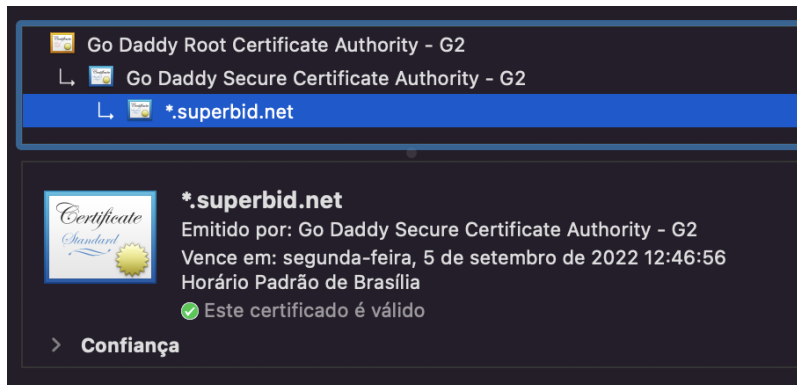 Go Daddy Root Certificate Authority - G2
Go Daddy Secure Certificate Authority - G2
*.superbid.net
Certificate
Standard
*.superbid.net
Emitido por: Go Daddy Secure Certificate Authority - G2
Vence em: segunda-feira, 5 de setembro de 2022 12:46:56
Horário Padrão de Brasília
Este certificado é válido
Confiança